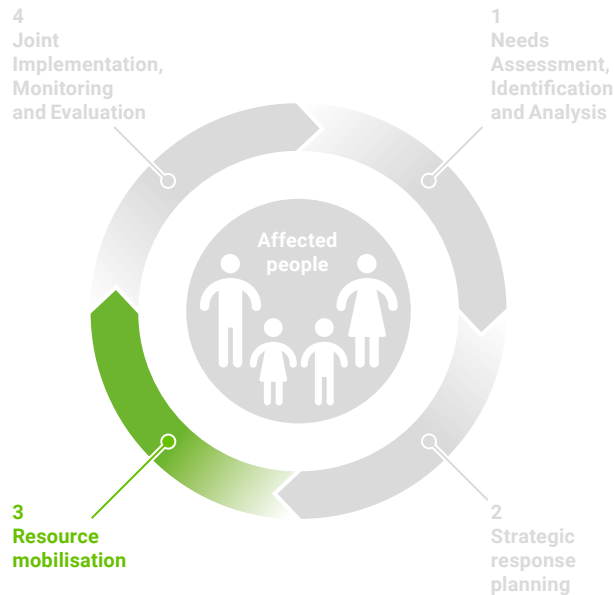 4
Joint
Implementation,
Monitoring
and Evaluation
1
Needs
Assessment,
Identification
and Analysis
Affected
people
3
Resource
mobilisation
2
Strategic
response
planning